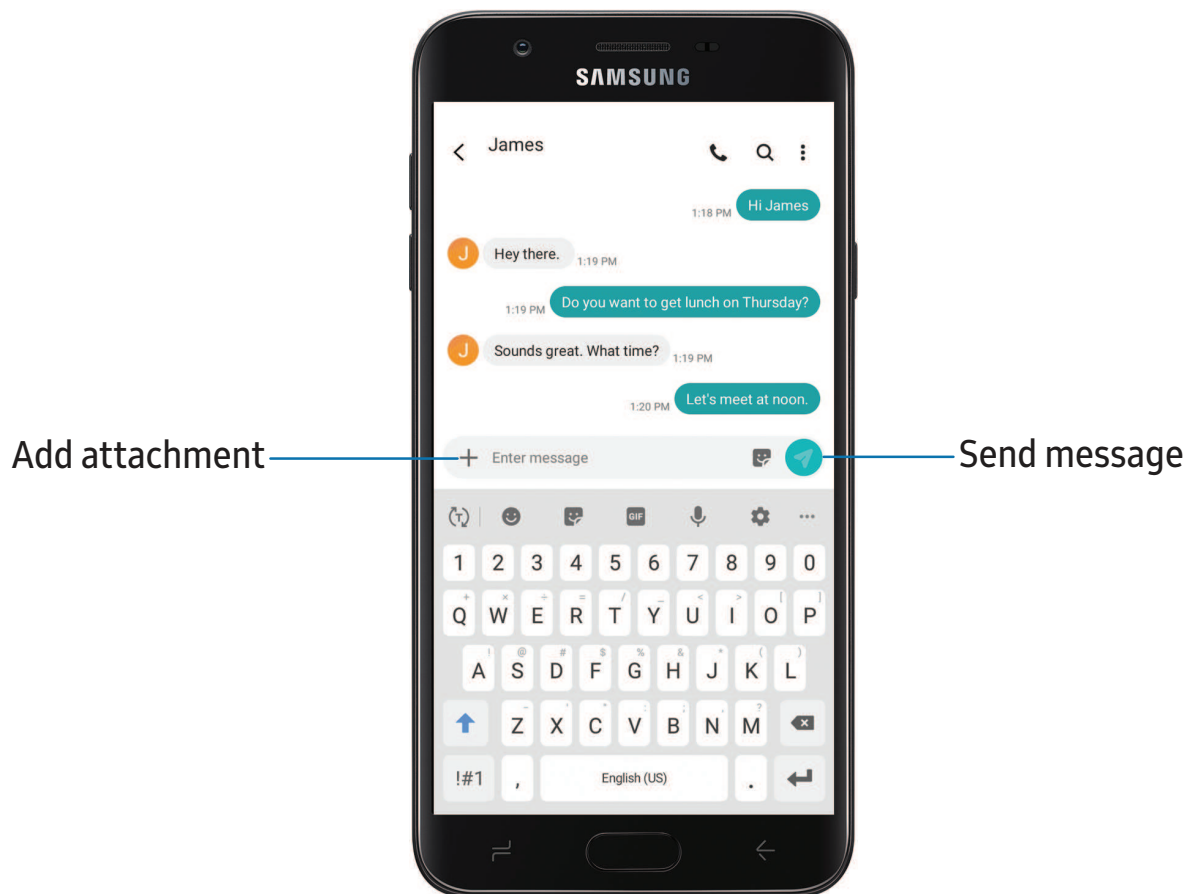 SAMSUNG
James
1:18 PM Hi James
J Hey there. 1:19 PM
1:19 PM Do you want to get lunch on Thursday?
J Sounds great. What time? 1:19 PM
1:20 PM Let's meet at noon.
Add attachment + Enter message Send message
T GIF
1 2 3 4 5 6 7 8 9 0
+ × ÷ = / _ < > [ ]
Q W E R T Y U I O P
! @ # $ % & * ( )
A S D F G H J K L
- ' " : ; , ?
Z X C V B N M
!#1 , English (US) .